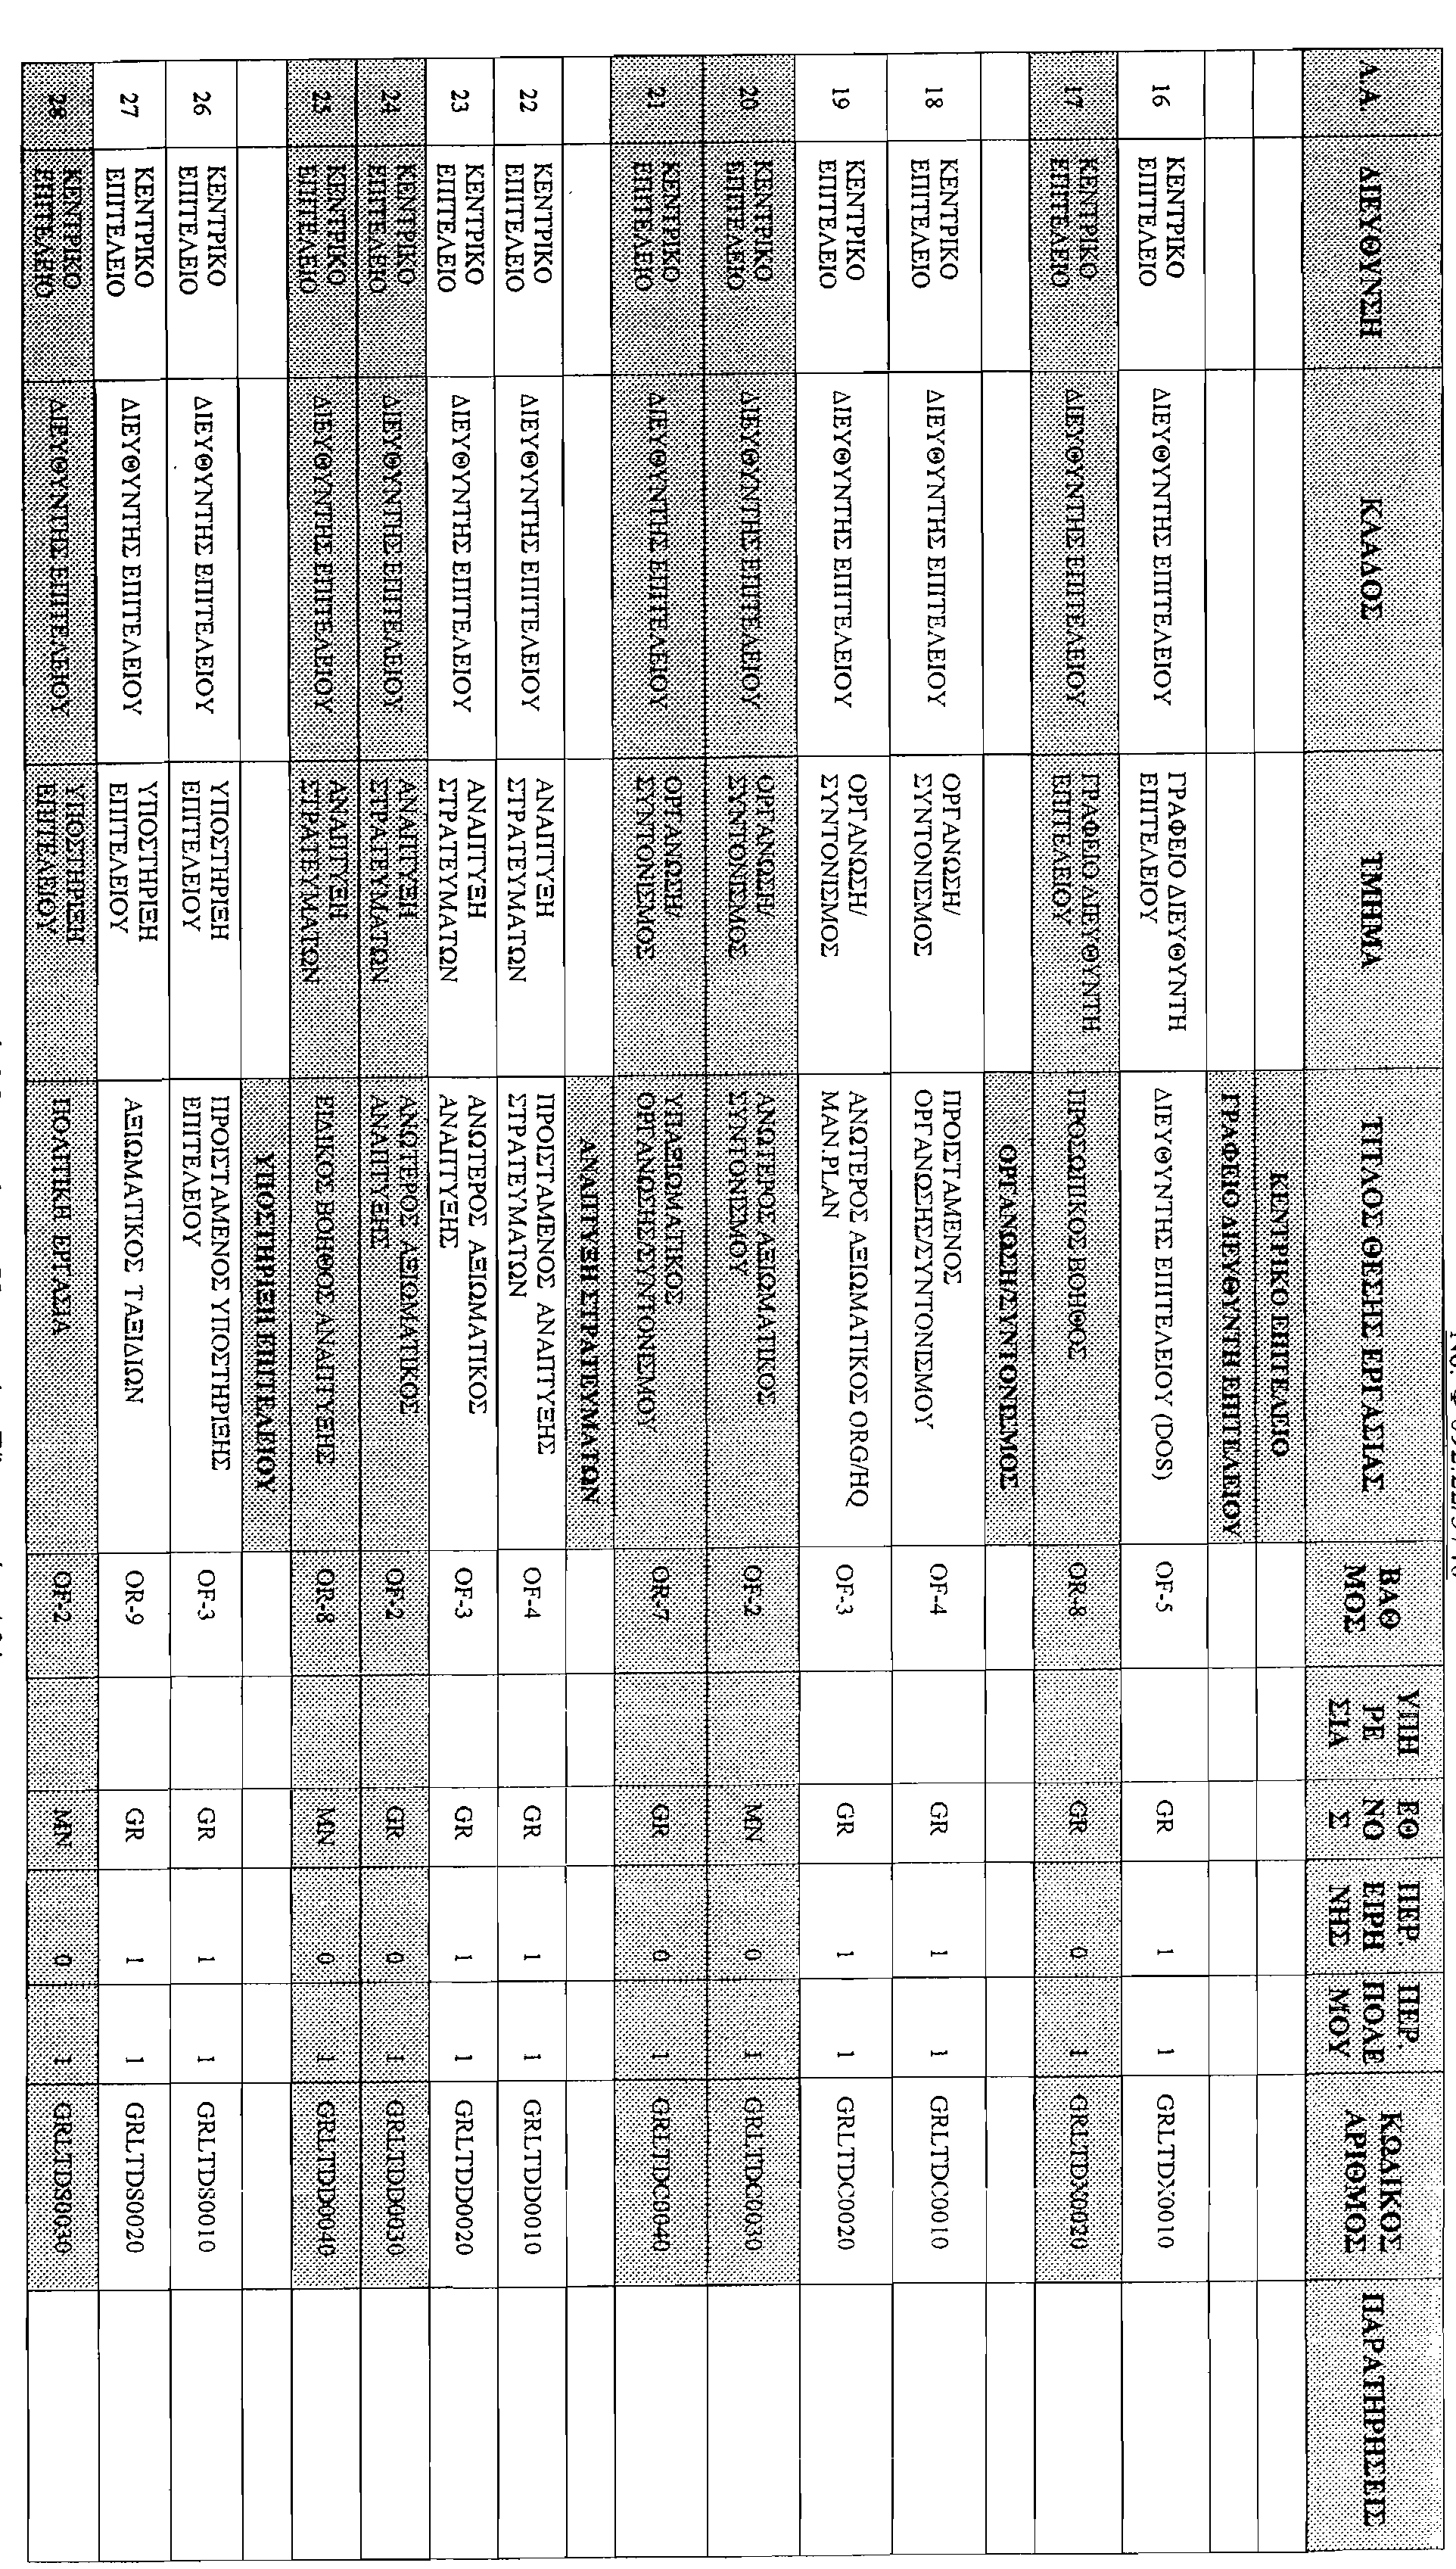 Α.Α ΔΙΕΥΘΥΝΣΗ ΚΛΑΔΟΣ ΤΜΗΜΑ ΤΙΤΛΟΣ ΘΕΣΗΣ ΕΡΓΑΣΙΑΣ ΒΑΘ ΜΟΣ ΥΠΗ ΡΕ ΣΙΑ ΕΘ ΝΟ Σ ΠΕΡ. ΕΙΡΗ ΝΗΣ ΠΕΡ. ΠΟΛΕ ΜΟΥ ΚΩΔΙΚΟΣ ΑΡΙΘΜΟΣ ΠΑΡΑΤΗΡΗΣΕΙΣ
ΚΕΝΤΡΙΚΟ ΕΠΙΤΕΛΕΙΟ
ΓΡΑΦΕΙΟ ΔΙΕΥΘΥΝΤΗ ΕΠΙΤΕΛΕΙΟΥ
16 ΚΕΝΤΡΙΚΟ ΕΠΙΤΕΛΕΙΟ ΔΙΕΥΘΥΝΤΗΣ ΕΠΙΤΕΛΕΙΟΥ ΓΡΑΦΕΙΟ ΔΙΕΥΘΥΝΤΗ ΕΠΙΤΕΛΕΙΟΥ ΔΙΕΥΘΥΝΤΗΣ ΕΠΙΤΕΛΕΙΟΥ (DOS) OF-5 GR 1 1 GRLTDX0010
17 ΚΕΝΤΡΙΚΟ ΕΠΙΤΕΛΕΙΟ ΔΙΕΥΘΥΝΤΗΣ ΕΠΙΤΕΛΕΙΟΥ ΓΡΑΦΕΙΟ ΔΙΕΥΘΥΝΤΗ ΕΠΙΤΕΛΕΙΟΥ ΠΡΟΣΩΠΙΚΟΣ ΒΟΗΘΟΣ OR-8 GR 0 1 GRLTDX0020
ΟΡΓΑΝΩΣΗ/ΣΥΝΤΟΝΙΣΜΟΣ
18 ΚΕΝΤΡΙΚΟ ΕΠΙΤΕΛΕΙΟ ΔΙΕΥΘΥΝΤΗΣ ΕΠΙΤΕΛΕΙΟΥ ΟΡΓΑΝΩΣΗ/ ΣΥΝΤΟΝΙΣΜΟΣ ΠΡΟΙΣΤΑΜΕΝΟΣ ΟΡΓΑΝΩΣΗΣ/ΣΥΝΤΟΝΙΣΜΟΥ OF-4 GR 1 1 GRLTDC0010
19 ΚΕΝΤΡΙΚΟ ΕΠΙΤΕΛΕΙΟ ΔΙΕΥΘΥΝΤΗΣ ΕΠΙΤΕΛΕΙΟΥ ΟΡΓΑΝΩΣΗ/ ΣΥΝΤΟΝΙΣΜΟΣ ΑΝΩΤΕΡΟΣ ΑΞΙΩΜΑΤΙΚΟΣ ORG/HQ MAN.PLAN OF-3 GR 1 1 GRLTDC0020
20 ΚΕΝΤΡΙΚΟ ΕΠΙΤΕΛΕΙΟ ΔΙΕΥΘΥΝΤΗΣ ΕΠΙΤΕΛΕΙΟΥ ΟΡΓΑΝΩΣΗ/ ΣΥΝΤΟΝΙΣΜΟΣ ΑΝΩΤΕΡΟΣ ΑΞΙΩΜΑΤΙΚΟΣ ΣΥΝΤΟΝΙΣΜΟΥ OF-2 MN 0 1 GRLTDC0030
21 ΚΕΝΤΡΙΚΟ ΕΠΙΤΕΛΕΙΟ ΔΙΕΥΘΥΝΤΗΣ ΕΠΙΤΕΛΕΙΟΥ ΟΡΓΑΝΩΣΗ/ ΣΥΝΤΟΝΙΣΜΟΣ ΥΠΑΞΙΩΜΑΤΙΚΟΣ ΟΡΓΑΝΩΣΗΣ/ΣΥΝΤΟΝΙΣΜΟΥ OR-7 GR 0 1 GRLTDC0040
ΑΝΑΠΤΥΞΗ ΣΤΡΑΤΕΥΜΑΤΩΝ
22 ΚΕΝΤΡΙΚΟ ΕΠΙΤΕΛΕΙΟ ΔΙΕΥΘΥΝΤΗΣ ΕΠΙΤΕΛΕΙΟΥ ΑΝΑΠΤΥΞΗ ΣΤΡΑΤΕΥΜΑΤΩΝ ΠΡΟΙΣΤΑΜΕΝΟΣ ΑΝΑΠΤΥΞΗΣ ΣΤΡΑΤΕΥΜΑΤΩΝ OF-4 GR 1 1 GRLTDD0010
23 ΚΕΝΤΡΙΚΟ ΕΠΙΤΕΛΕΙΟ ΔΙΕΥΘΥΝΤΗΣ ΕΠΙΤΕΛΕΙΟΥ ΑΝΑΠΤΥΞΗ ΣΤΡΑΤΕΥΜΑΤΩΝ ΑΝΩΤΕΡΟΣ ΑΞΙΩΜΑΤΙΚΟΣ ΑΝΑΠΤΥΞΗΣ OF-3 GR 1 1 GRLTDD0020
24 ΚΕΝΤΡΙΚΟ ΕΠΙΤΕΛΕΙΟ ΔΙΕΥΘΥΝΤΗΣ ΕΠΙΤΕΛΕΙΟΥ ΑΝΑΠΤΥΞΗ ΣΤΡΑΤΕΥΜΑΤΩΝ ΑΝΩΤΕΡΟΣ ΑΞΙΩΜΑΤΙΚΟΣ ΑΝΑΠΤΥΞΗΣ OF-2 GR 0 1 GRLTDD0030
25 ΚΕΝΤΡΙΚΟ ΕΠΙΤΕΛΕΙΟ ΔΙΕΥΘΥΝΤΗΣ ΕΠΙΤΕΛΕΙΟΥ ΑΝΑΠΤΥΞΗ ΣΤΡΑΤΕΥΜΑΤΩΝ ΕΙΔΙΚΟΣ ΒΟΗΘΟΣ/ΑΝΑΠΤΥΞΗΣ OR-8 MN 0 1 GRLTDD0040
ΥΠΟΣΤΗΡΙΞΗ ΕΠΙΤΕΛΕΙΟΥ
26 ΚΕΝΤΡΙΚΟ ΕΠΙΤΕΛΕΙΟ ΔΙΕΥΘΥΝΤΗΣ ΕΠΙΤΕΛΕΙΟΥ ΥΠΟΣΤΗΡΙΞΗ ΕΠΙΤΕΛΕΙΟΥ ΠΡΟΙΣΤΑΜΕΝΟΣ ΥΠΟΣΤΗΡΙΞΗΣ ΕΠΙΤΕΛΕΙΟΥ OF-3 GR 1 1 GRLTDS0010
27 ΚΕΝΤΡΙΚΟ ΕΠΙΤΕΛΕΙΟ ΔΙΕΥΘΥΝΤΗΣ ΕΠΙΤΕΛΕΙΟΥ ΥΠΟΣΤΗΡΙΞΗ ΕΠΙΤΕΛΕΙΟΥ ΑΞΙΩΜΑΤΙΚΟΣ ΤΑΞΙΔΙΩΝ OR-9 GR 1 1 GRLTDS0020
28 ΚΕΝΤΡΙΚΟ ΕΠΙΤΕΛΕΙΟ ΔΙΕΥΘΥΝΤΗΣ ΕΠΙΤΕΛΕΙΟΥ ΥΠΟΣΤΗΡΙΞΗ ΕΠΙΤΕΛΕΙΟΥ ΠΟΛΙΤΙΚΗ ΕΡΓΑΣΙΑ OF-2 MN 0 1 GRLTDS0030